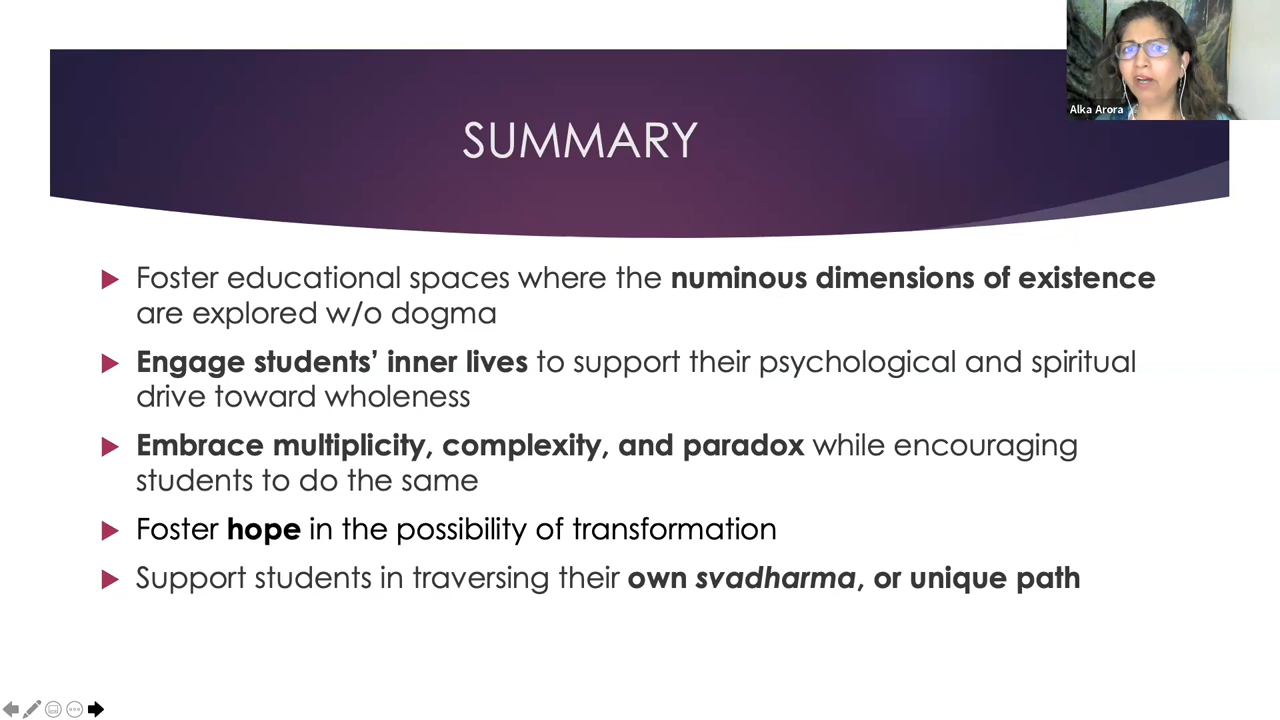 Alka Arora
SUMMARY
Foster educational spaces where the numinous dimensions of existence
are explored w/o dogma
Engage students’ inner lives to support their psychological and spiritual
drive toward wholeness
Embrace multiplicity, complexity, and paradox while encouraging
students to do the same
Foster hope in the possibility of transformation
Support students in traversing their own svadharma, or unique path